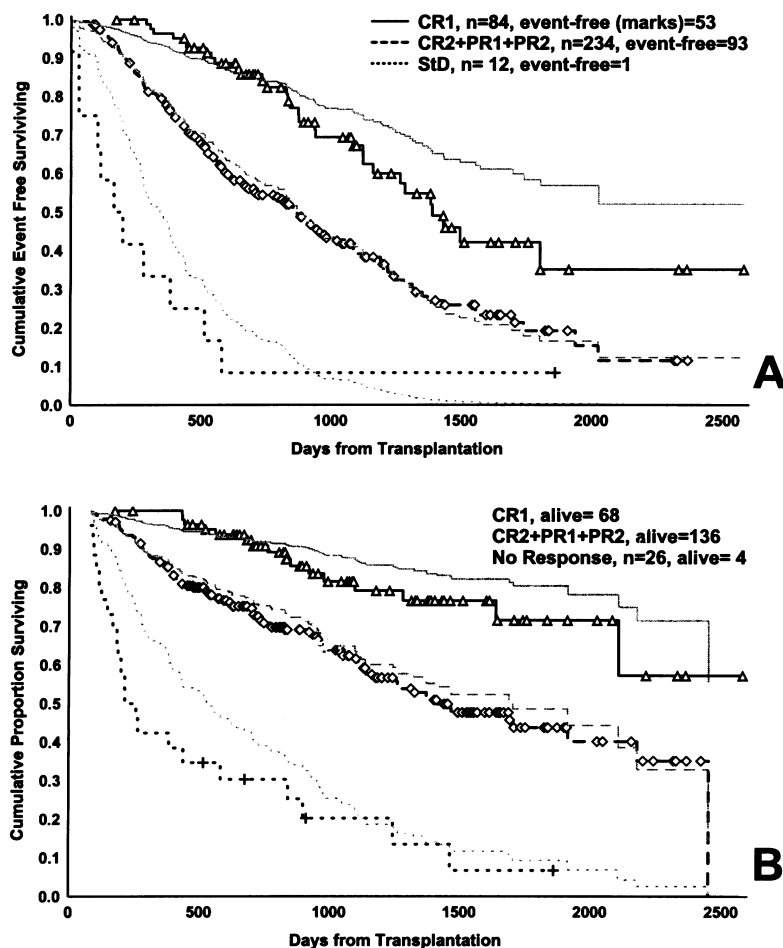 CR1, n=84, event-free (marks)=53
CR2+PR1+PR2, n=234, event-free=93
StD, n= 12, event-free=1
Cumulative Event Free Surviving
1.0
0.9
0.8
0.7
0.6
0.5
0.4
0.3
0.2
0.1
0.0
0 500 1000 1500 2000 2500
Days from Transplantation
A
CR1, alive= 68
CR2+PR1+PR2, alive=136
No Response, n=26, alive= 4
Cumulative Proportion Surviving
1.0
0.9
0.8
0.7
0.6
0.5
0.4
0.3
0.2
0.1
0.0
0 500 1000 1500 2000 2500
Days from Transplantation
B